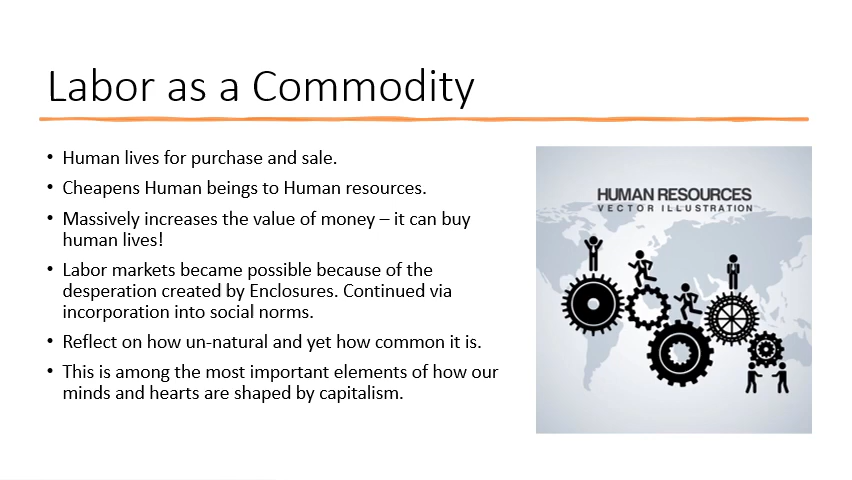 Labor as a Commodity
• Human lives for purchase and sale.
• Cheapens Human beings to Human resources.
• Massively increases the value of money – it can buy
human lives!
• Labor markets became possible because of the
desperation created by Enclosures. Continued via
incorporation into social norms.
• Reflect on how un-natural and yet how common it is.
• This is among the most important elements of how our
minds and hearts are shaped by capitalism.
HUMAN RESOURCES
VECTOR ILLUSTRATION